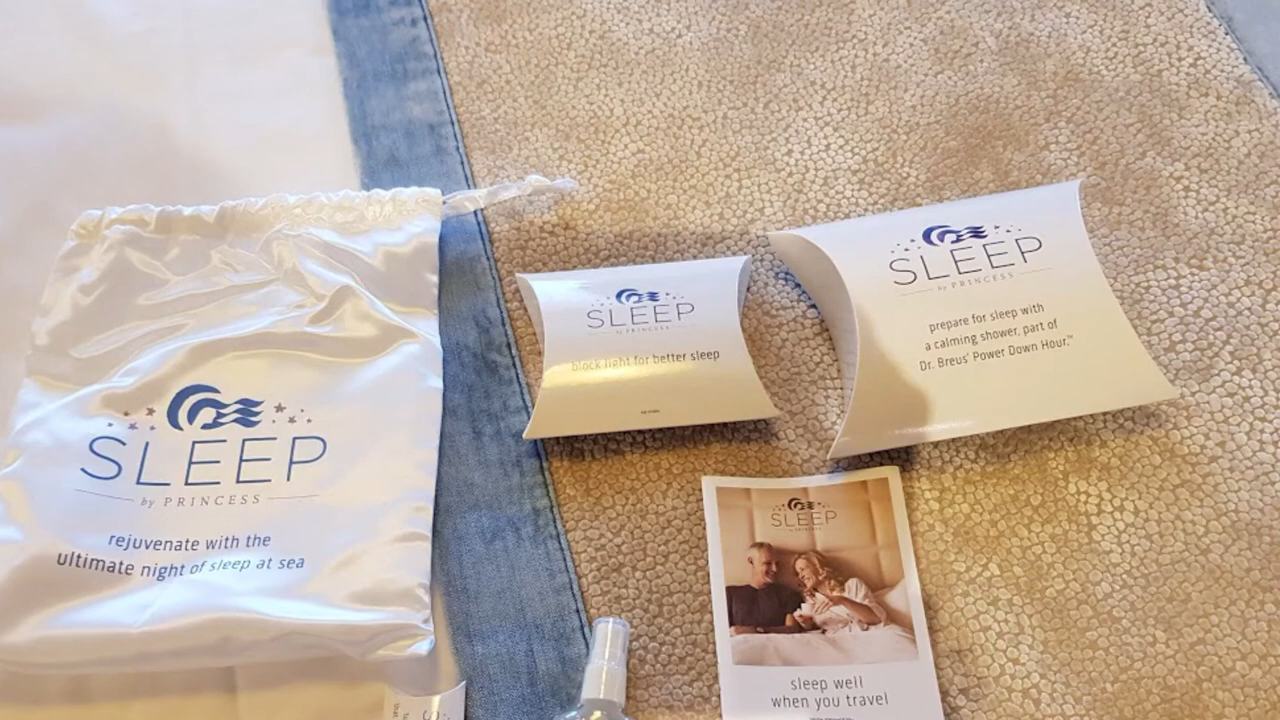 SLEEP
by PRINCESS
rejuvenate with the
ultimate night of sleep at sea
SLEEP
by PRINCESS
block light for better sleep
SLEEP
by PRINCESS
prepare for sleep with
a calming shower, part of
Dr. Breus' Power Down Hour.™
SLEEP
sleep well
when you travel